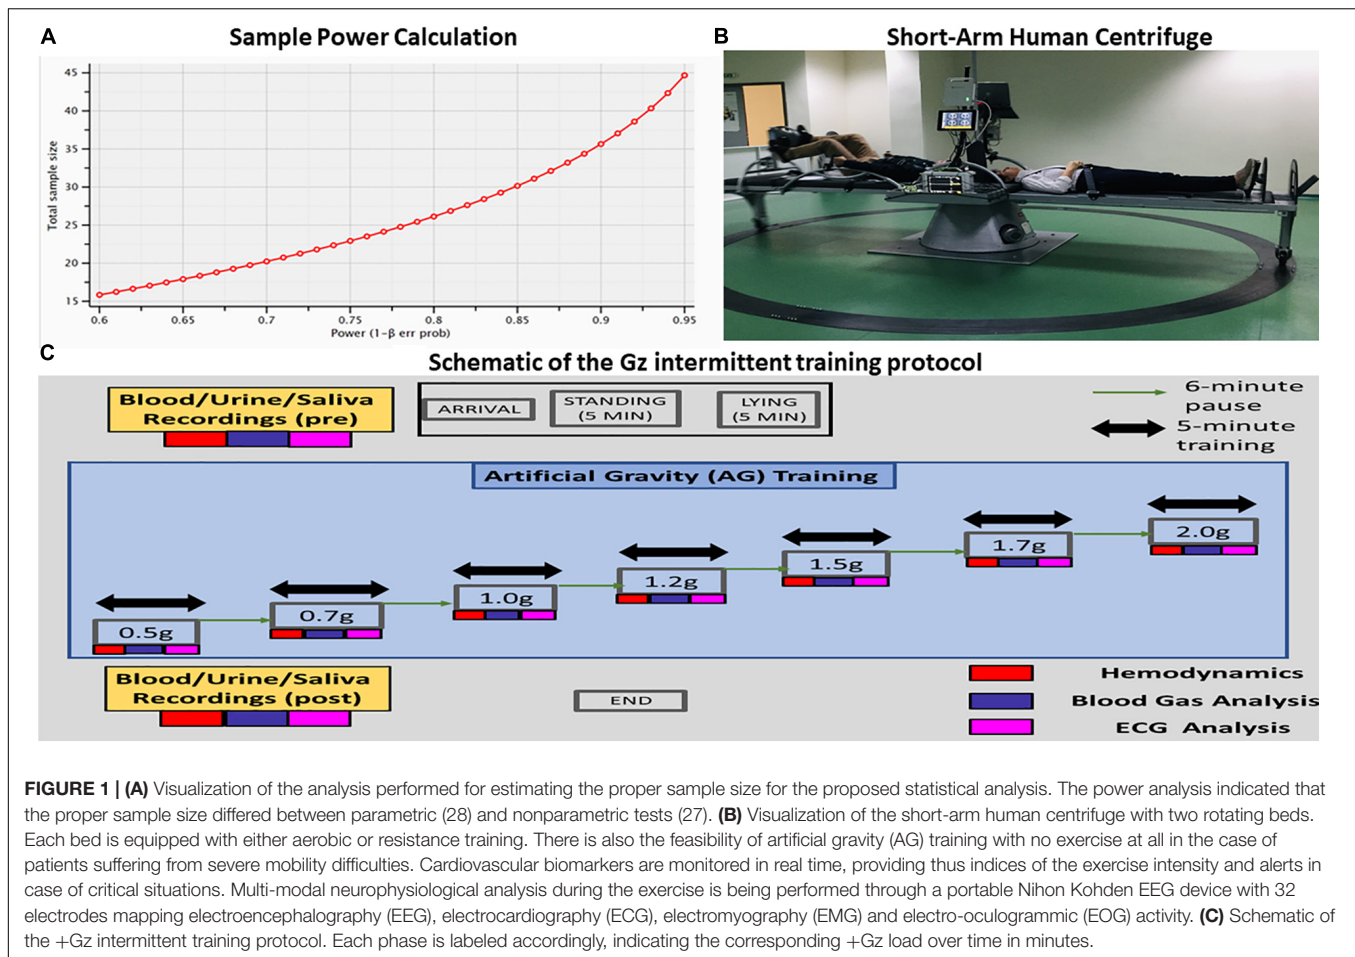 A
Sample Power Calculation
45
40
35
30
25
20
15
Total sample size
0.6 0.65 0.7 0.75 0.8 0.85 0.9 0.95
Power (1-β err prob)
B
Short-Arm Human Centrifuge
C
Schematic of the Gz intermittent training protocol
Blood/Urine/Saliva
Recordings (pre)
ARRIVAL
STANDING
(5 MIN)
LYING
(5 MIN)
6-minute
pause
5-minute
training
Artificial Gravity (AG) Training
0.5g
0.7g
1.0g
1.2g
1.5g
1.7g
2.0g
Blood/Urine/Saliva
Recordings (post)
END
Hemodynamics
Blood Gas Analysis
ECG Analysis
FIGURE 1 | (A) Visualization of the analysis performed for estimating the proper sample size for the proposed statistical analysis. The power analysis indicated that
the proper sample size differed between parametric (28) and nonparametric tests (27). (B) Visualization of the short-arm human centrifuge with two rotating beds.
Each bed is equipped with either aerobic or resistance training. There is also the feasibility of artificial gravity (AG) training with no exercise at all in the case of
patients suffering from severe mobility difficulties. Cardiovascular biomarkers are monitored in real time, providing thus indices of the exercise intensity and alerts in
case of critical situations. Multi-modal neurophysiological analysis during the exercise is being performed through a portable Nihon Kohden EEG device with 32
electrodes mapping electroencephalography (EEG), electrocardiography (ECG), electromyography (EMG) and electro-oculogrammic (EOG) activity. (C) Schematic of
the +Gz intermittent training protocol. Each phase is labeled accordingly, indicating the corresponding +Gz load over time in minutes.